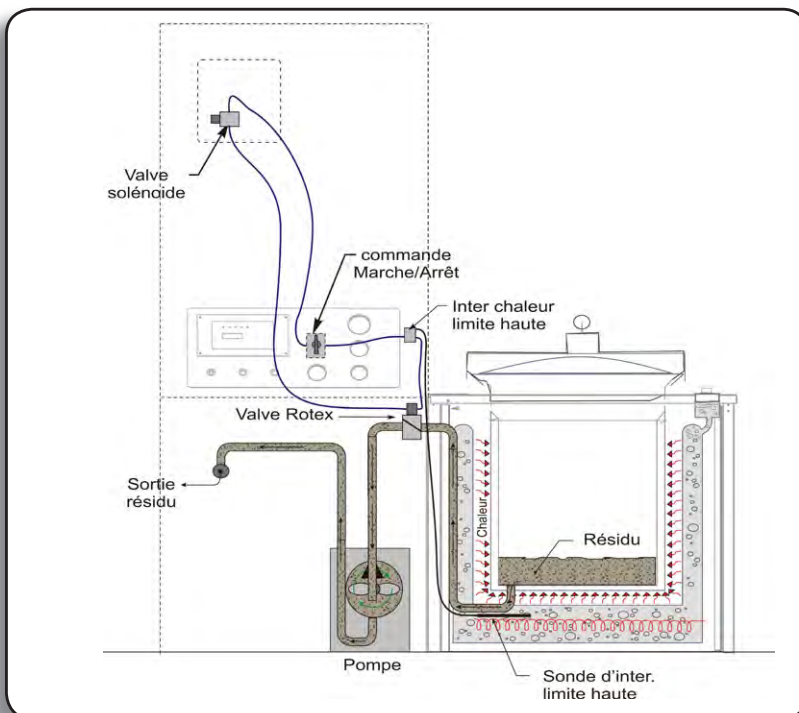 Valve
solénoide
commande
Marche/Arrêt
Inter chaleur
limite haute
Valve Rotex
Sortie
résidu
Chaleur
Résidu
Pompe
Sonde d'inter.
limite haute